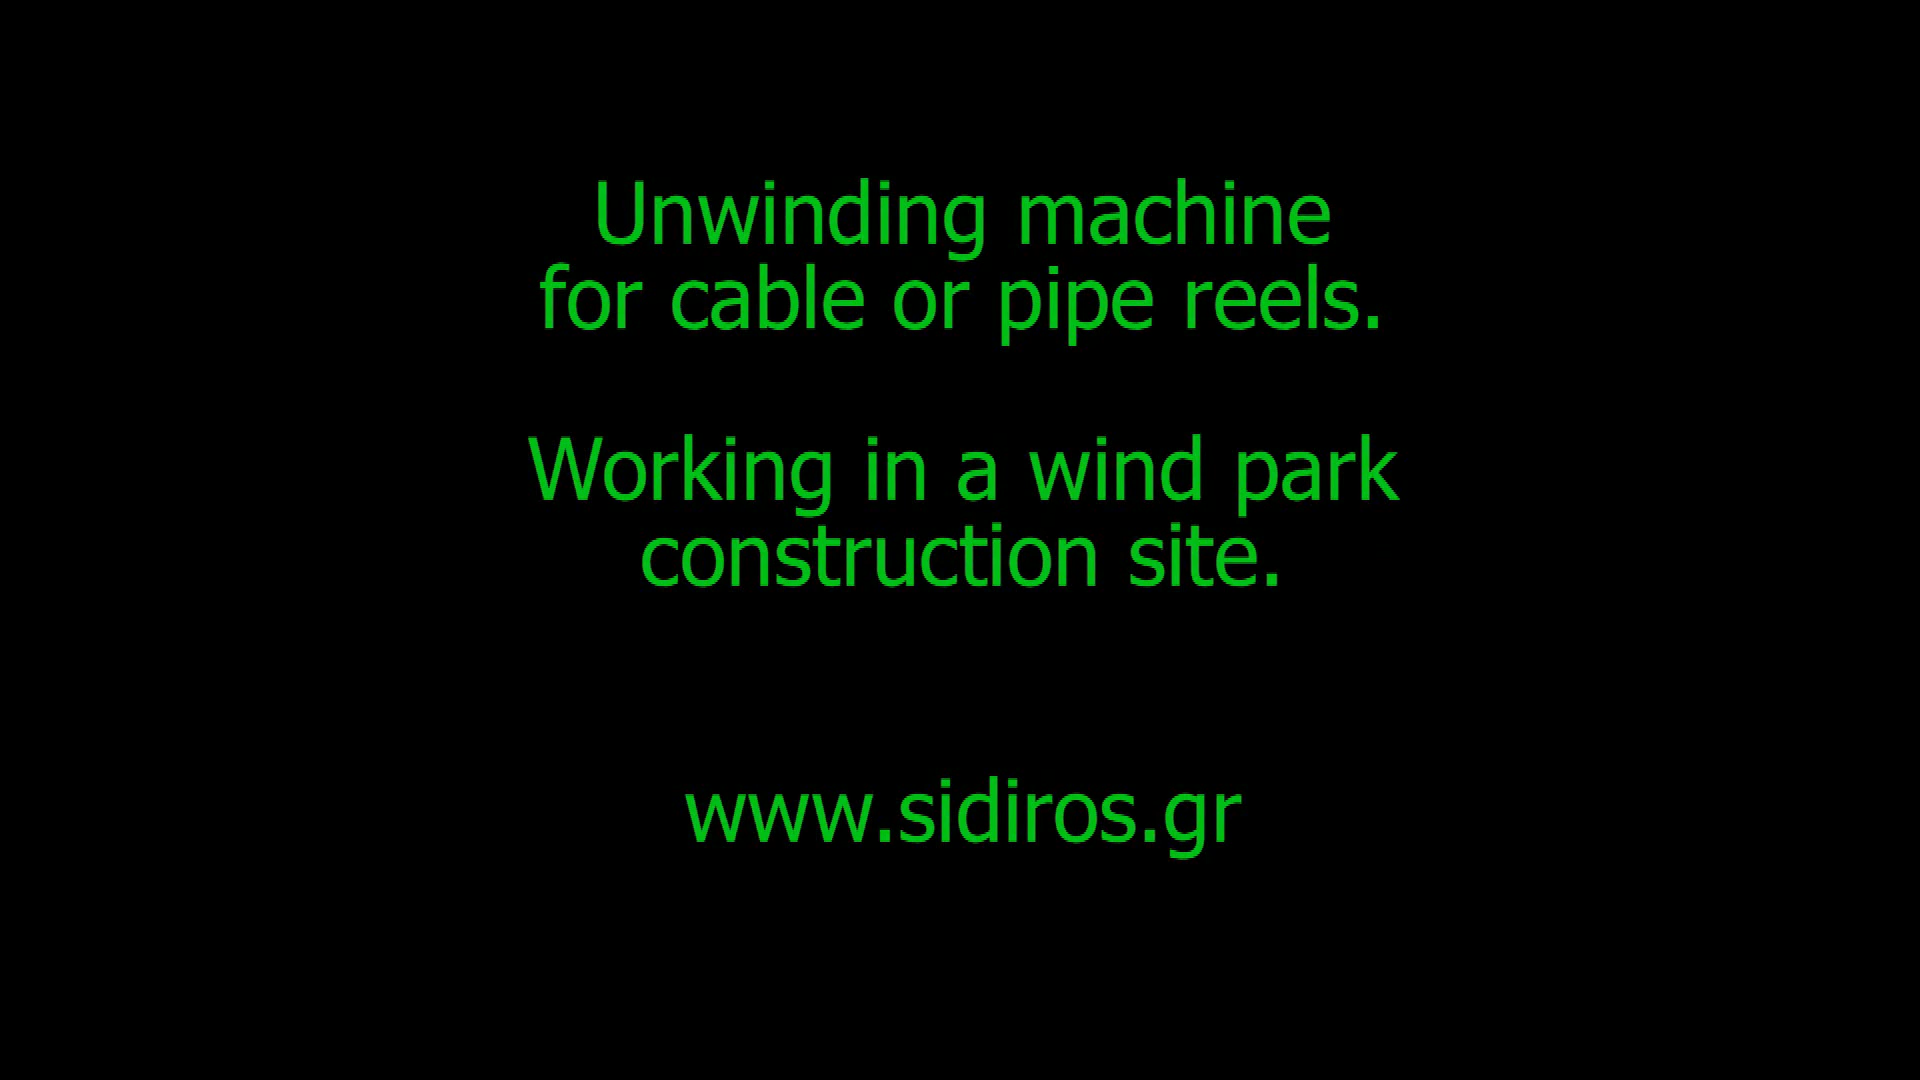 Unwinding machine
for cable or pipe reels.
Working in a wind park
construction site.
www.sidiros.gr